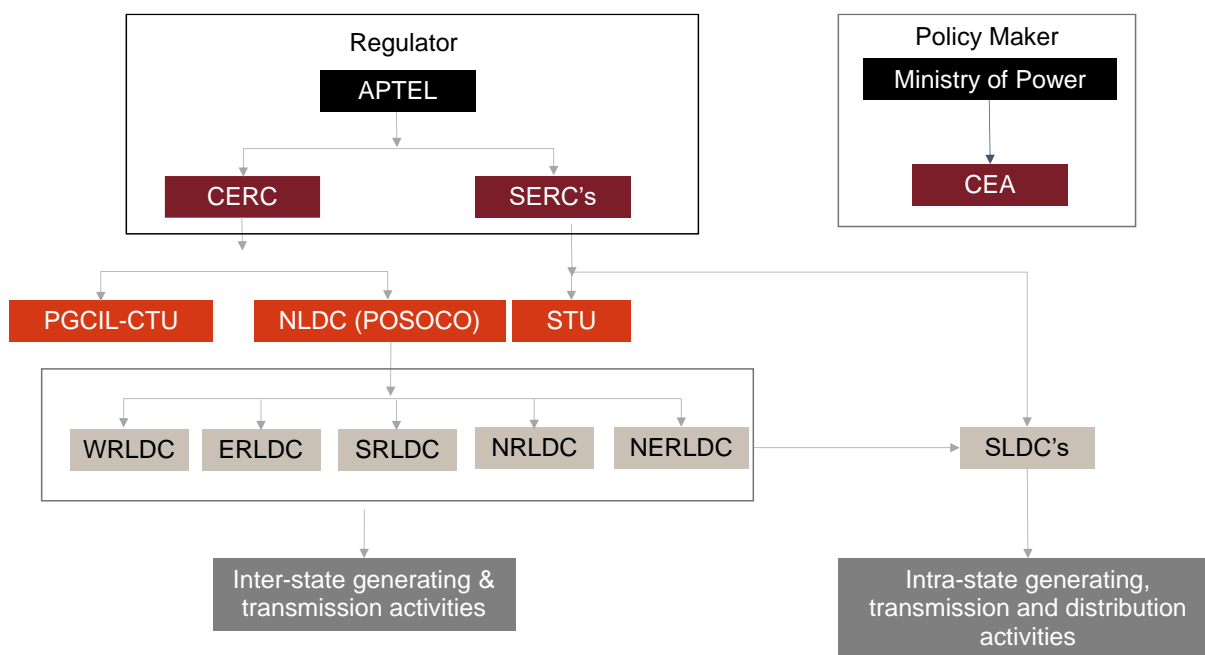 Regulator
APTEL
CERC
SERC's
Policy Maker
Ministry of Power
CEA
PGCIL-CTU
NLDC (POSOCO)
STU
WRLDC
ERLDC
SRLDC
NRLDC
NERLDC
SLDC's
Inter-state generating &
transmission activities
Intra-state generating,
transmission and distribution
activities